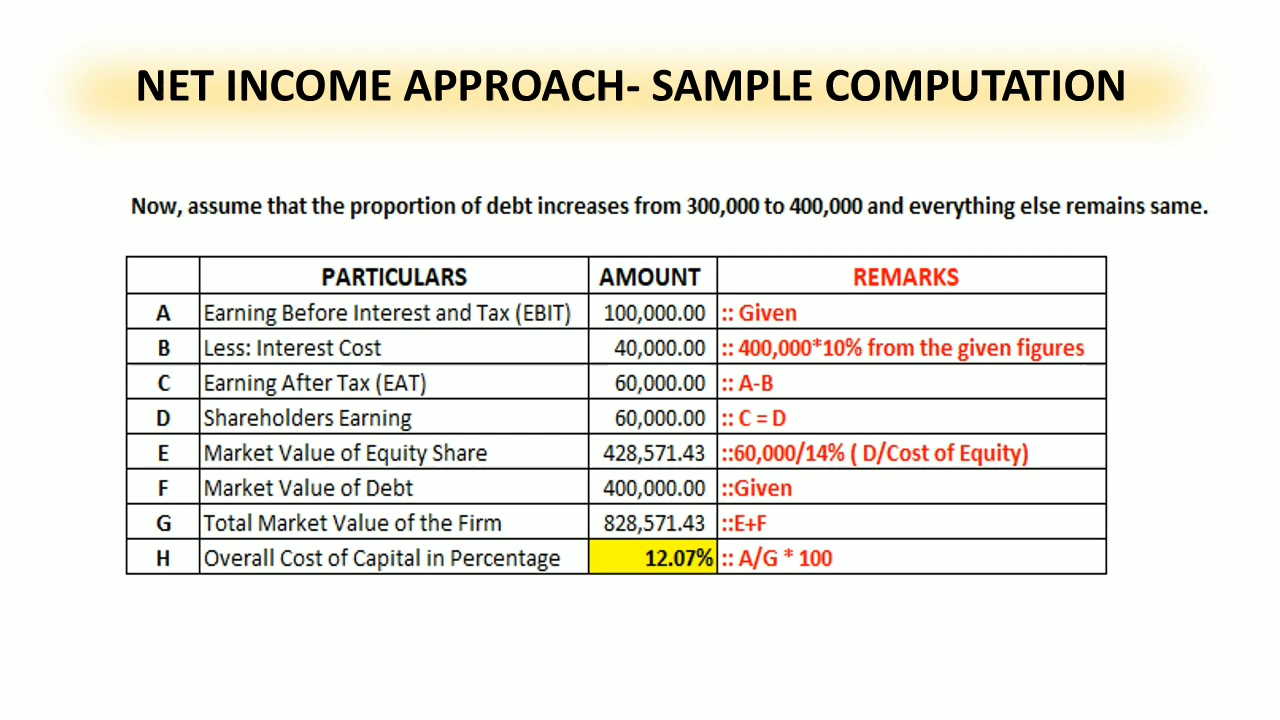 NET INCOME APPROACH- SAMPLE COMPUTATION
Now, assume that the proportion of debt increases from 300,000 to 400,000 and everything else remains same.
PARTICULARS AMOUNT REMARKS
A Earning Before Interest and Tax (EBIT) 100,000.00 :: Given
B Less: Interest Cost 40,000.00 :: 400,000*10% from the given figures
C Earning After Tax (EAT) 60,000.00 :: A-B
D Shareholders Earning 60,000.00 :: C = D
E Market Value of Equity Share 428,571.43 ::60,000/14% ( D/Cost of Equity)
F Market Value of Debt 400,000.00 ::Given
G Total Market Value of the Firm 828,571.43 ::E+F
H Overall Cost of Capital in Percentage 12.07% :: A/G * 100